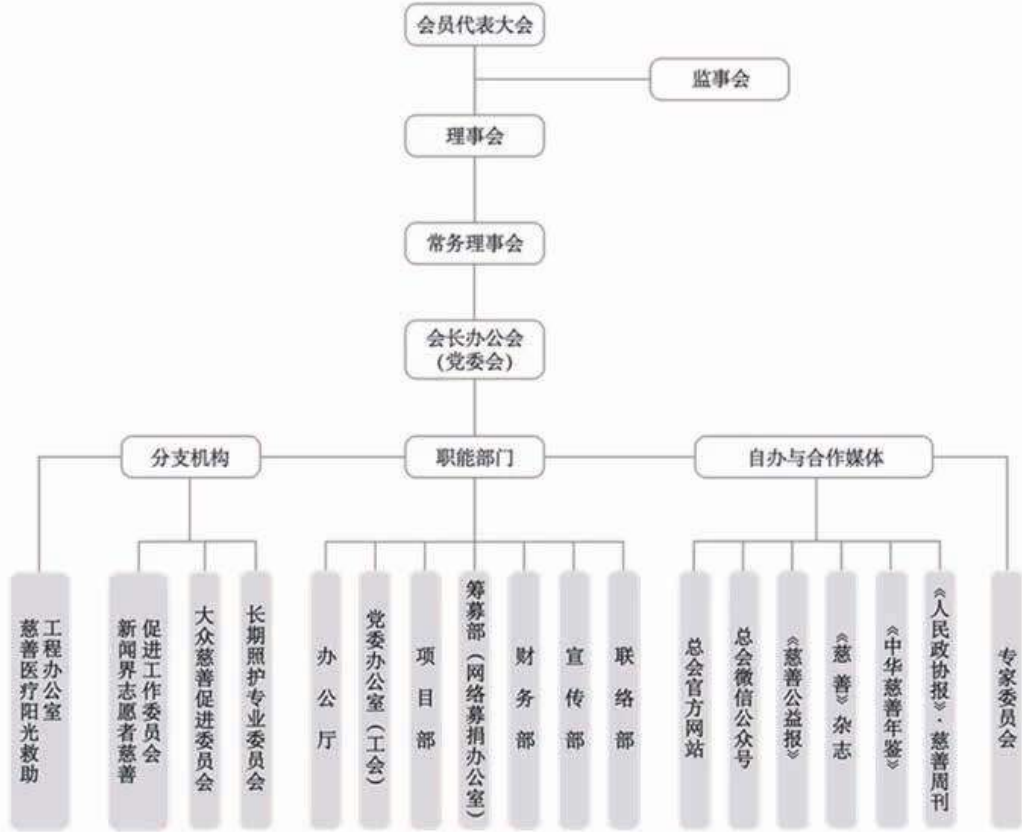 会员代表大会
监事会
理事会
常务理事会
会长办公会
(党委会)
分支机构
职能部门
自办与合作媒体
慈善医疗阳光救助
工程办公室
新闻界志愿者慈善
促进工作委员会
大众慈善促进委员会
长期照护专业委员会
办公厅
党委办公室(工会)
项目部
筹募部(网络募捐办公室)
财务部
宣传部
联络部
总会官方网站
总会微信公众号
《慈善公益报》
《慈善》杂志
《中华慈善年鉴》
《人民政协报》·慈善周刊
专家委员会